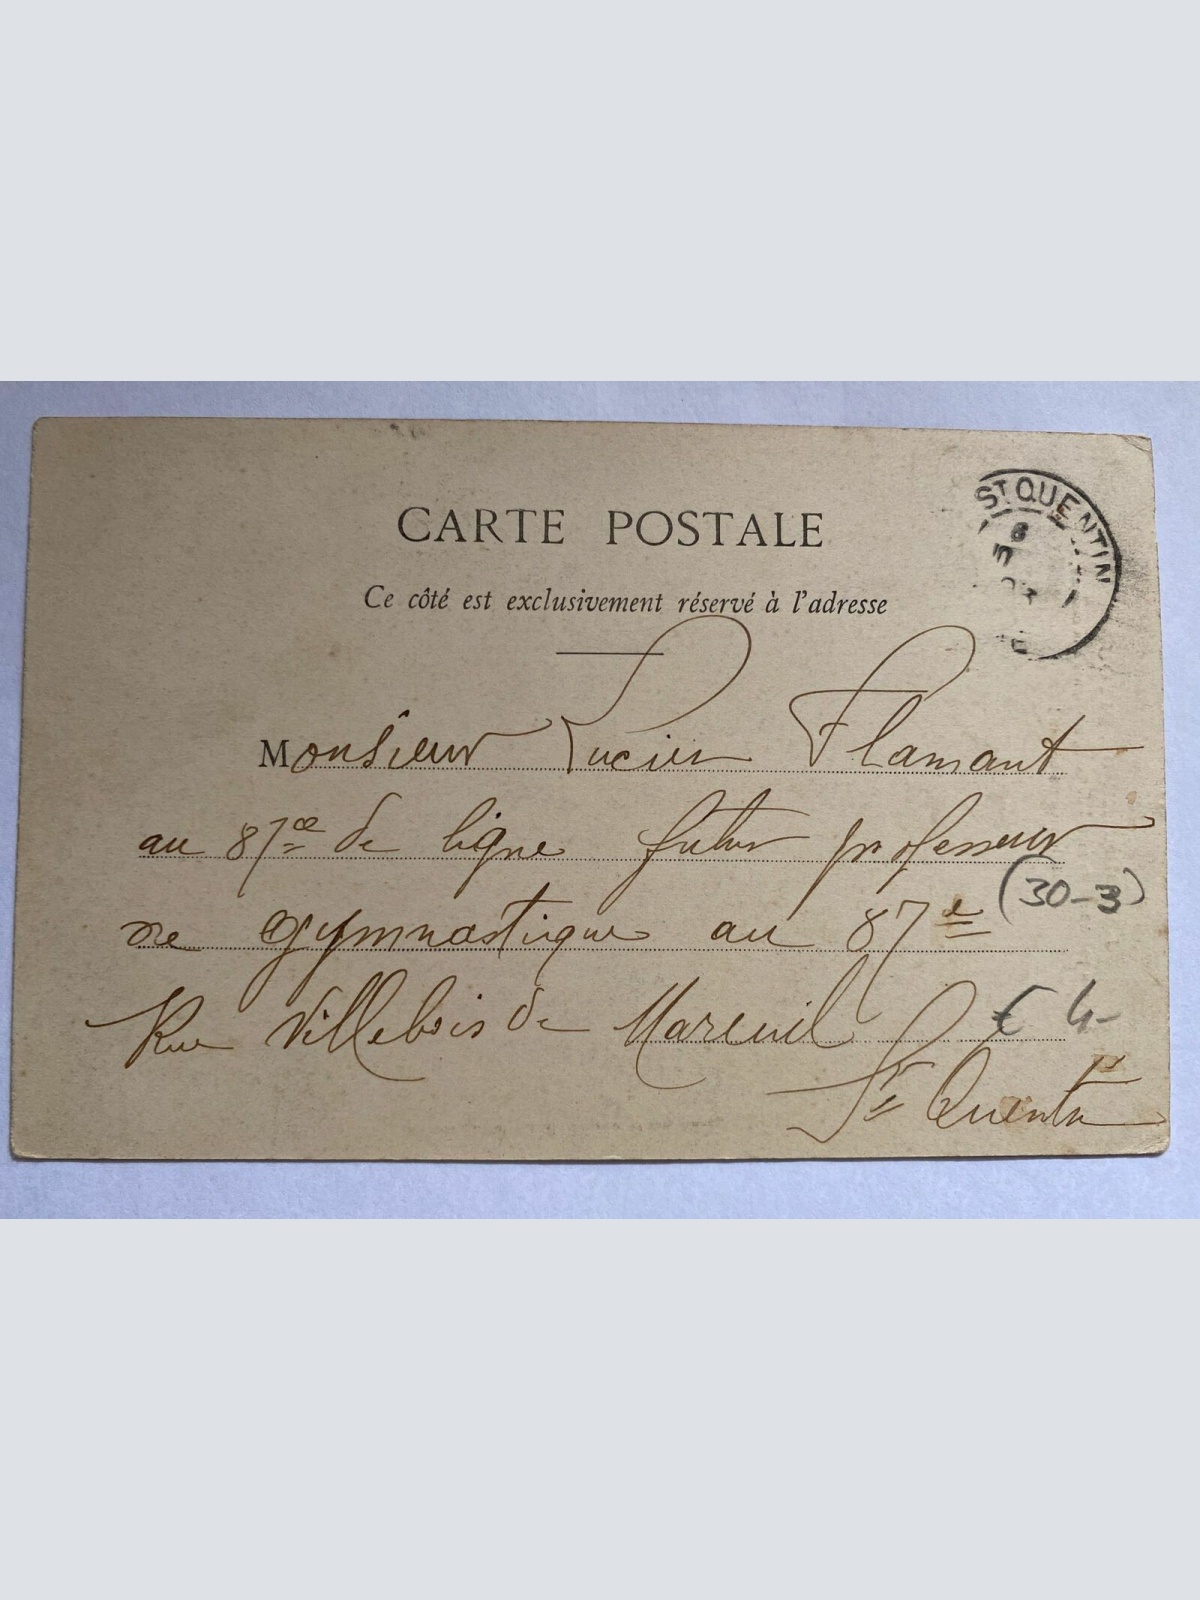 CARTE POSTALE
ST QUENTIN
Ce côté est exclusivement réservé à l'adresse
Monsieur Lucien Flamant
au 87e de ligne futur professeur
de gymnastique au 87e
(30-3)
Rue Villebois de Mareuil
€ 4-
St Quentin